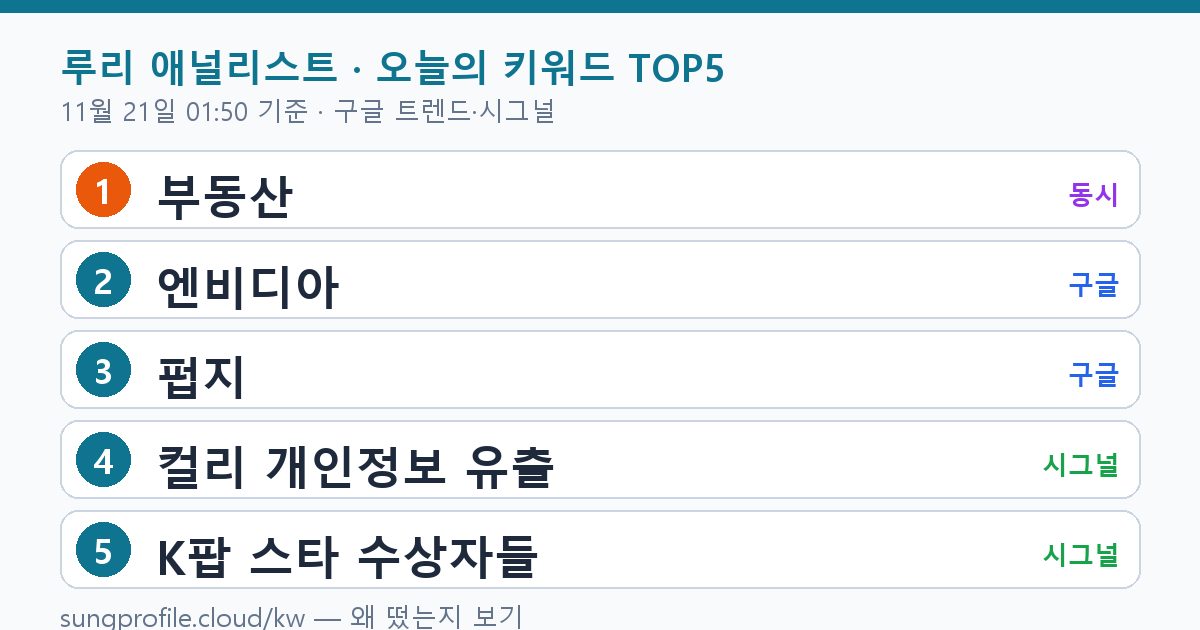 루리 애널리스트 · 오늘의 키워드 TOP5
11월 21일 01:50 기준 · 구글 트렌드·시그널
1 부동산 동시
2 엔비디아 구글
3 펍지 구글
4 컬리 개인정보 유출 시그널
5 K팝 스타 수상자들 시그널
sungprofile.cloud/kw — 왜 떴는지 보기